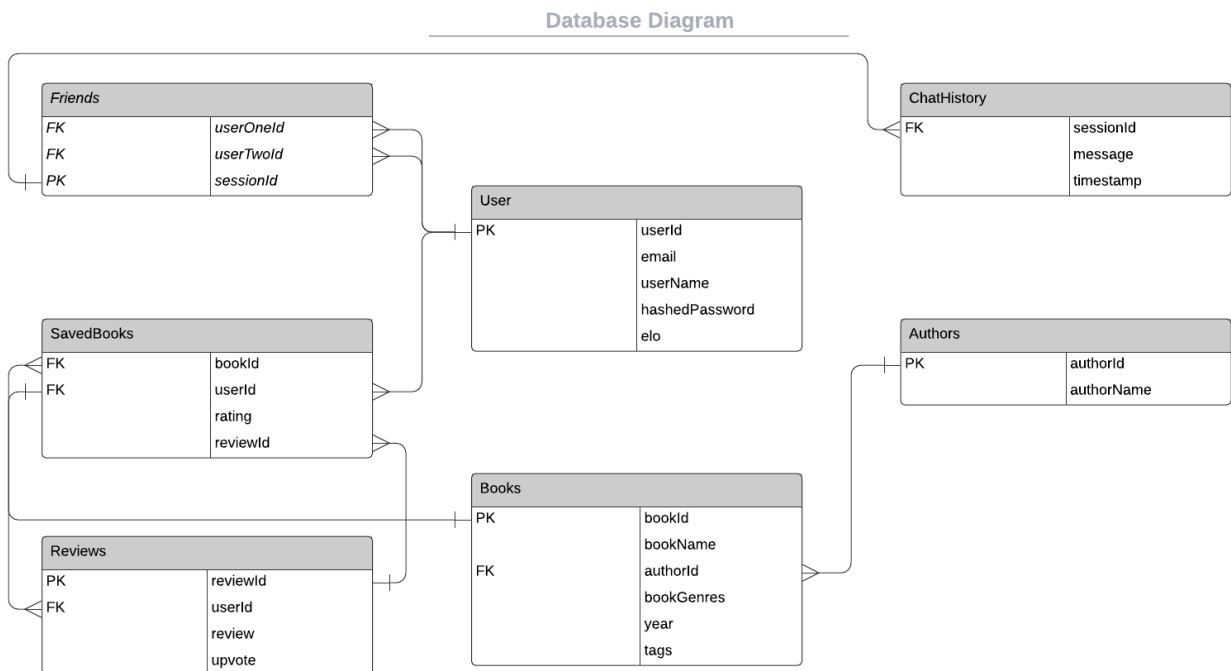 Database Diagram
Friends
FK userOneId
FK userTwoId
PK sessionId
ChatHistory
FK sessionId
message
timestamp
User
PK userId
email
userName
hashedPassword
elo
SavedBooks
FK bookId
FK userId
rating
reviewId
Authors
PK authorId
authorName
Books
PK bookId
bookName
FK authorId
bookGenres
year
tags
Reviews
PK reviewId
FK userId
review
upvote